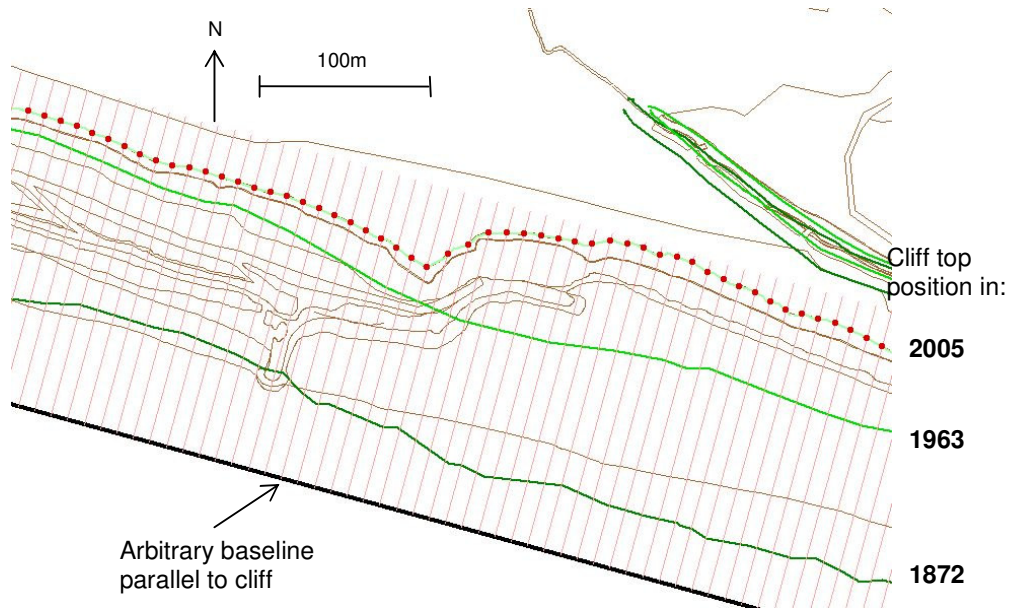 N
100m
Cliff top
position in:
2005
1963
1872
Arbitrary baseline
parallel to cliff